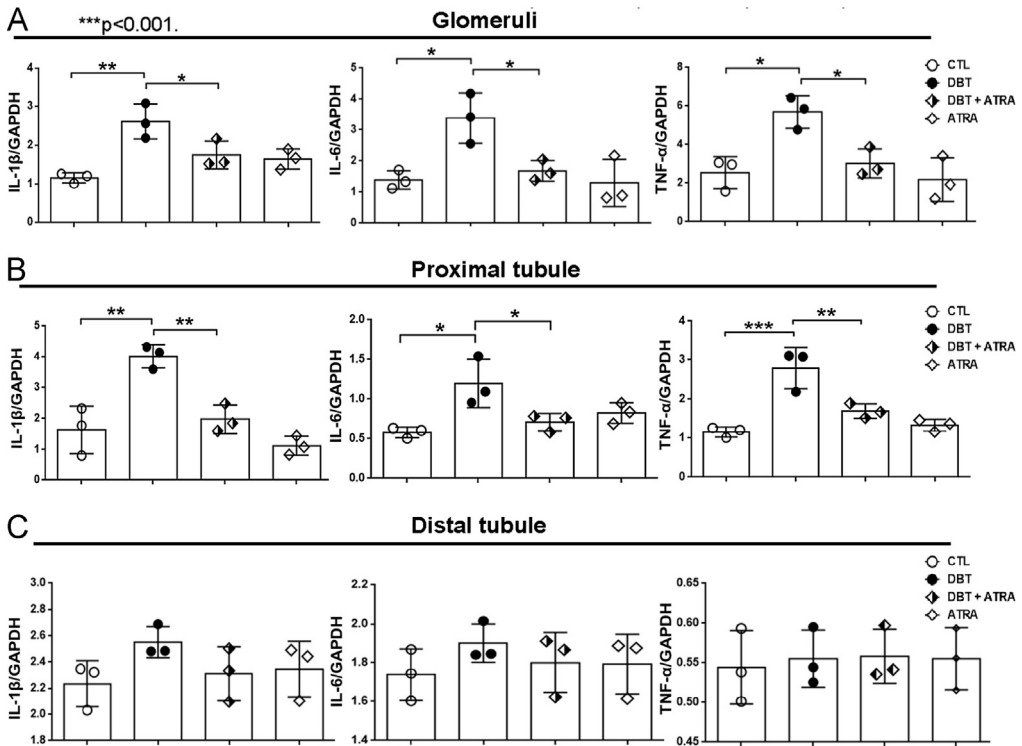 A
Glomeruli
***p<0.001.
IL-1β/GAPDH
4
3
2
1
0
**
*
IL-6/GAPDH
5
4
3
2
1
0
*
*
TNF-α/GAPDH
8
6
4
2
0
*
*
CTL
DBT
DBT + ATRA
ATRA
B
Proximal tubule
IL-1β/GAPDH
5
4
3
2
1
0
**
**
IL-6/GAPDH
2.0
1.5
1.0
0.5
0.0
*
*
TNF-α/GAPDH
4
3
2
1
0
***
**
CTL
DBT
DBT + ATRA
ATRA
C
Distal tubule
IL-1β/GAPDH
3.0
2.8
2.6
2.4
2.2
2.0
1.8
IL-6/GAPDH
2.2
2.0
1.8
1.6
1.4
TNF-α/GAPDH
0.65
0.60
0.55
0.50
0.45
CTL
DBT
DBT + ATRA
ATRA